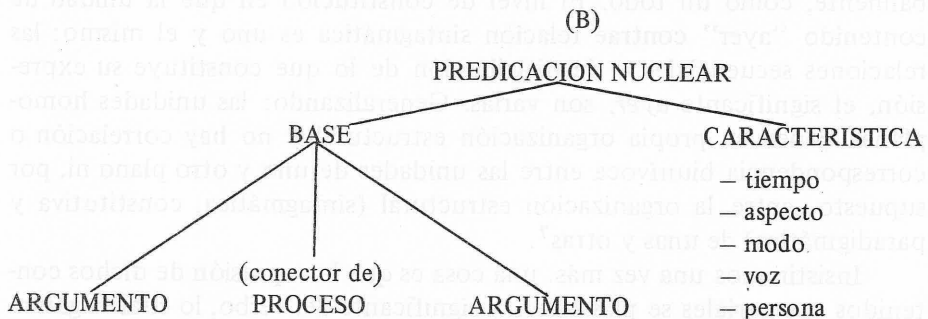 (B)
PREDICACION NUCLEAR
BASE
CARACTERISTICA
– tiempo
– aspecto
– modo
– voz
– persona
(conector de)
ARGUMENTO PROCESO ARGUMENTO